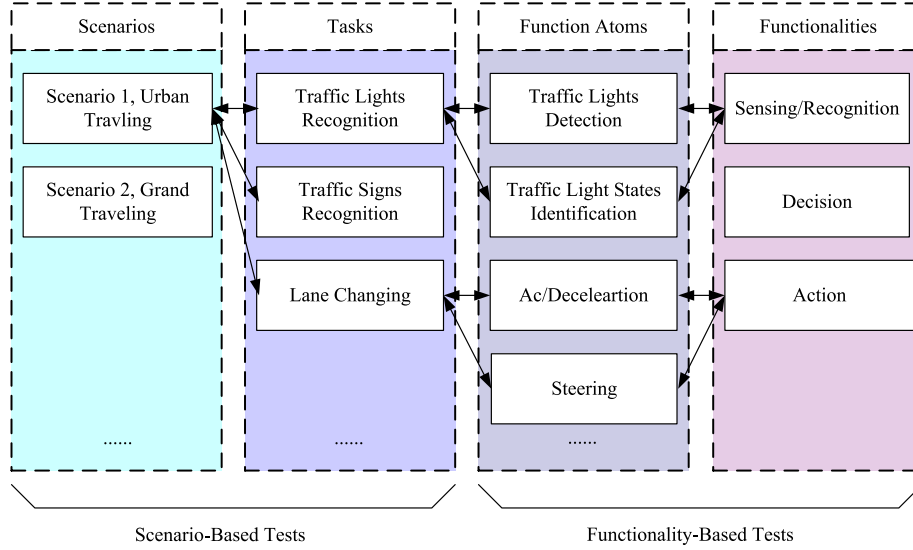 Scenarios
Tasks
Function Atoms
Functionalities
Scenario 1, Urban
Travling
Traffic Lights
Recognition
Traffic Lights
Detection
Sensing/Recognition
Scenario 2, Grand
Traveling
Traffic Signs
Recognition
Traffic Light States
Identification
Decision
Lane Changing
Ac/Deceleartion
Action
Steering
......
......
......
Scenario-Based Tests
Functionality-Based Tests